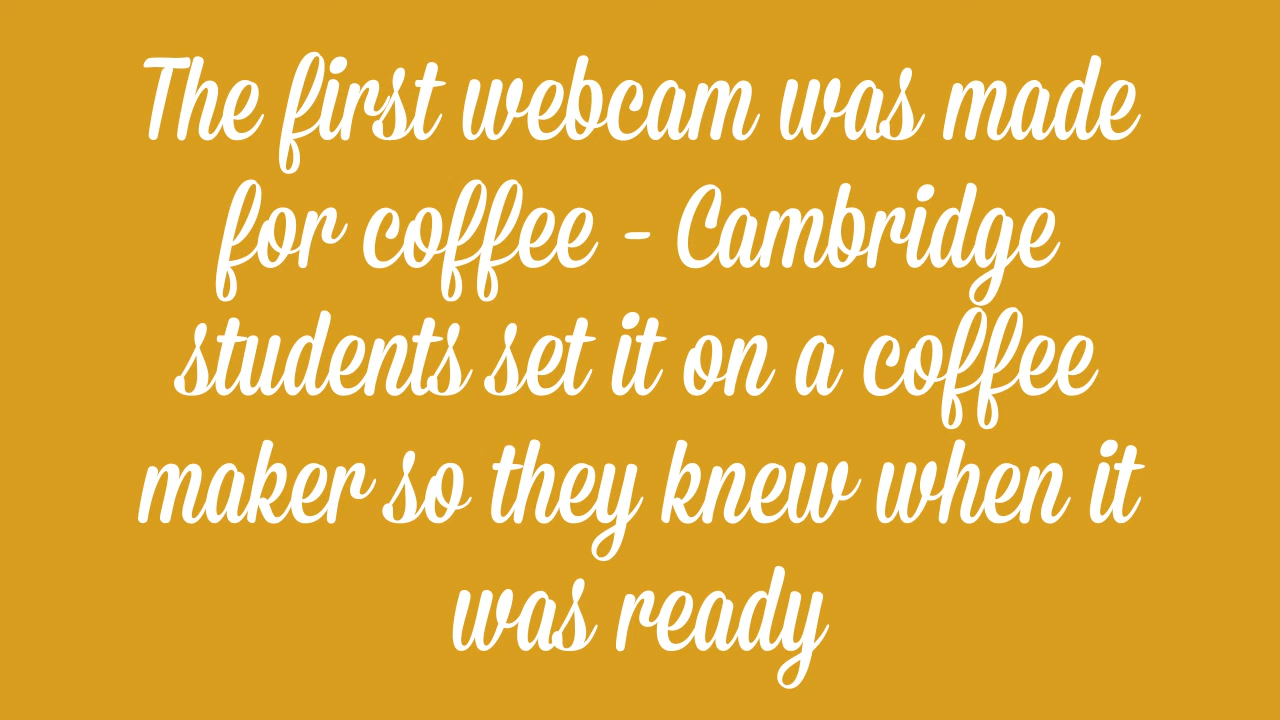 The first webcam was made
for coffee - Cambridge
students set it on a coffee
maker so they knew when it
was ready